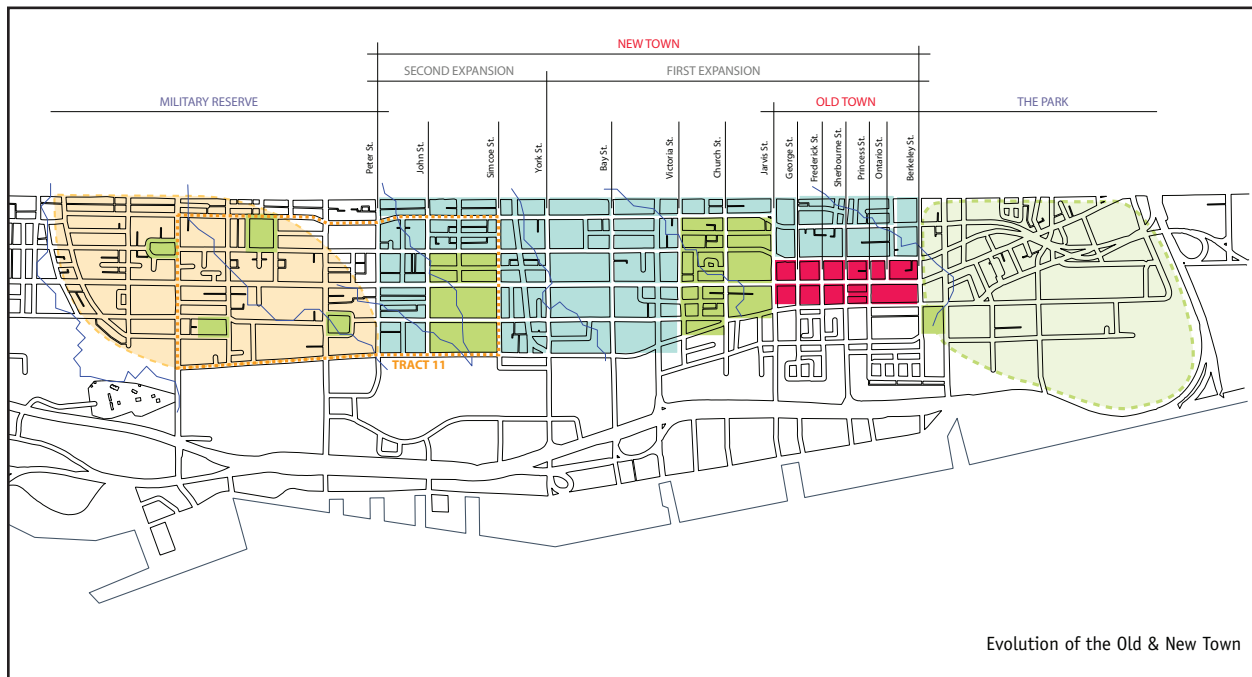 NEW TOWN
SECOND EXPANSION
FIRST EXPANSION
MILITARY RESERVE
OLD TOWN
THE PARK
Peter St.
John St.
Simcoe St.
York St.
Bay St.
Victoria St.
Church St.
Jarvis St.
George St.
Frederick St.
Sherbourne St.
Princess St.
Ontario St.
Berkeley St.
TRACT 11
Evolution of the Old & New Town